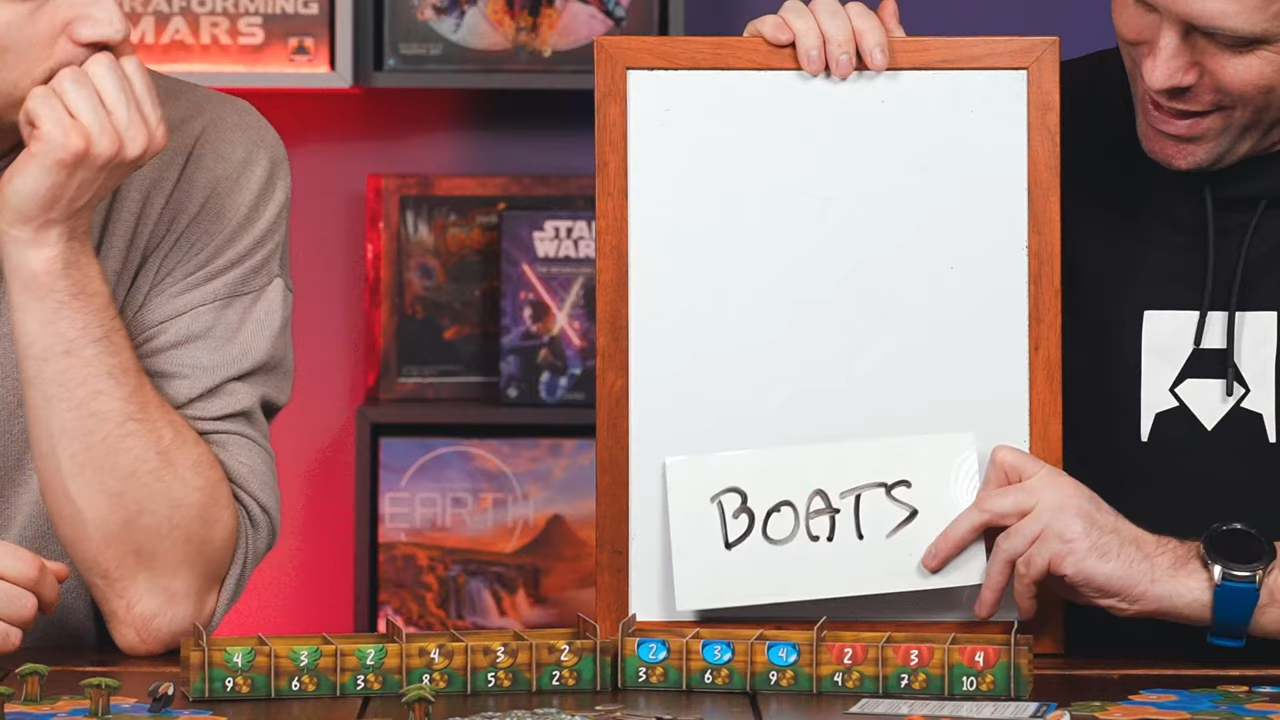 TERRAFORMING
MARS
STAR
WARS
EARTH
BOATS
4 3 2 4 3 2
9 6 3 8 5 2
2 3 4 2 3 4
3 6 9 4 7 10